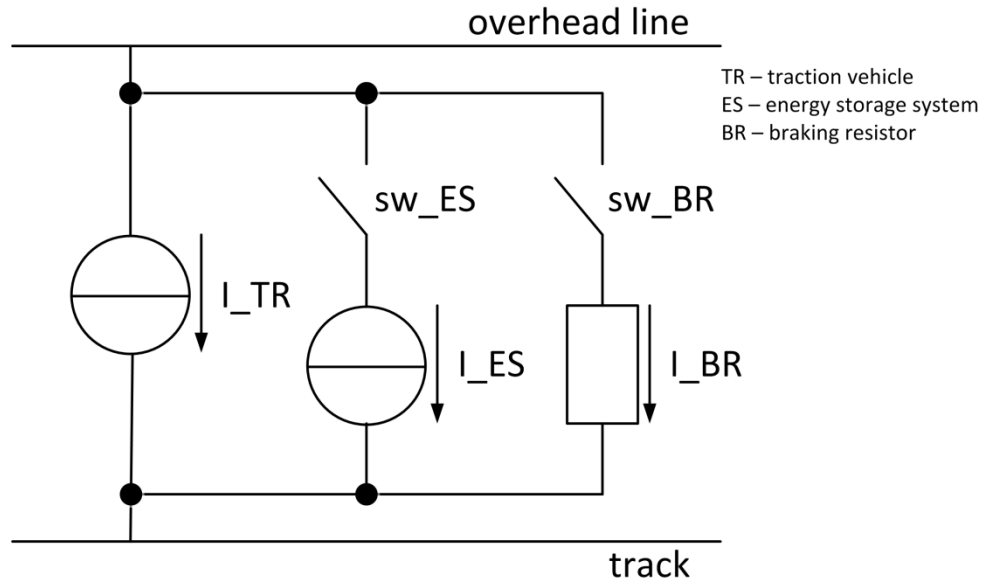 overhead line
TR – traction vehicle
ES – energy storage system
BR – braking resistor
sw_ES
sw_BR
I_TR
I_ES
I_BR
track